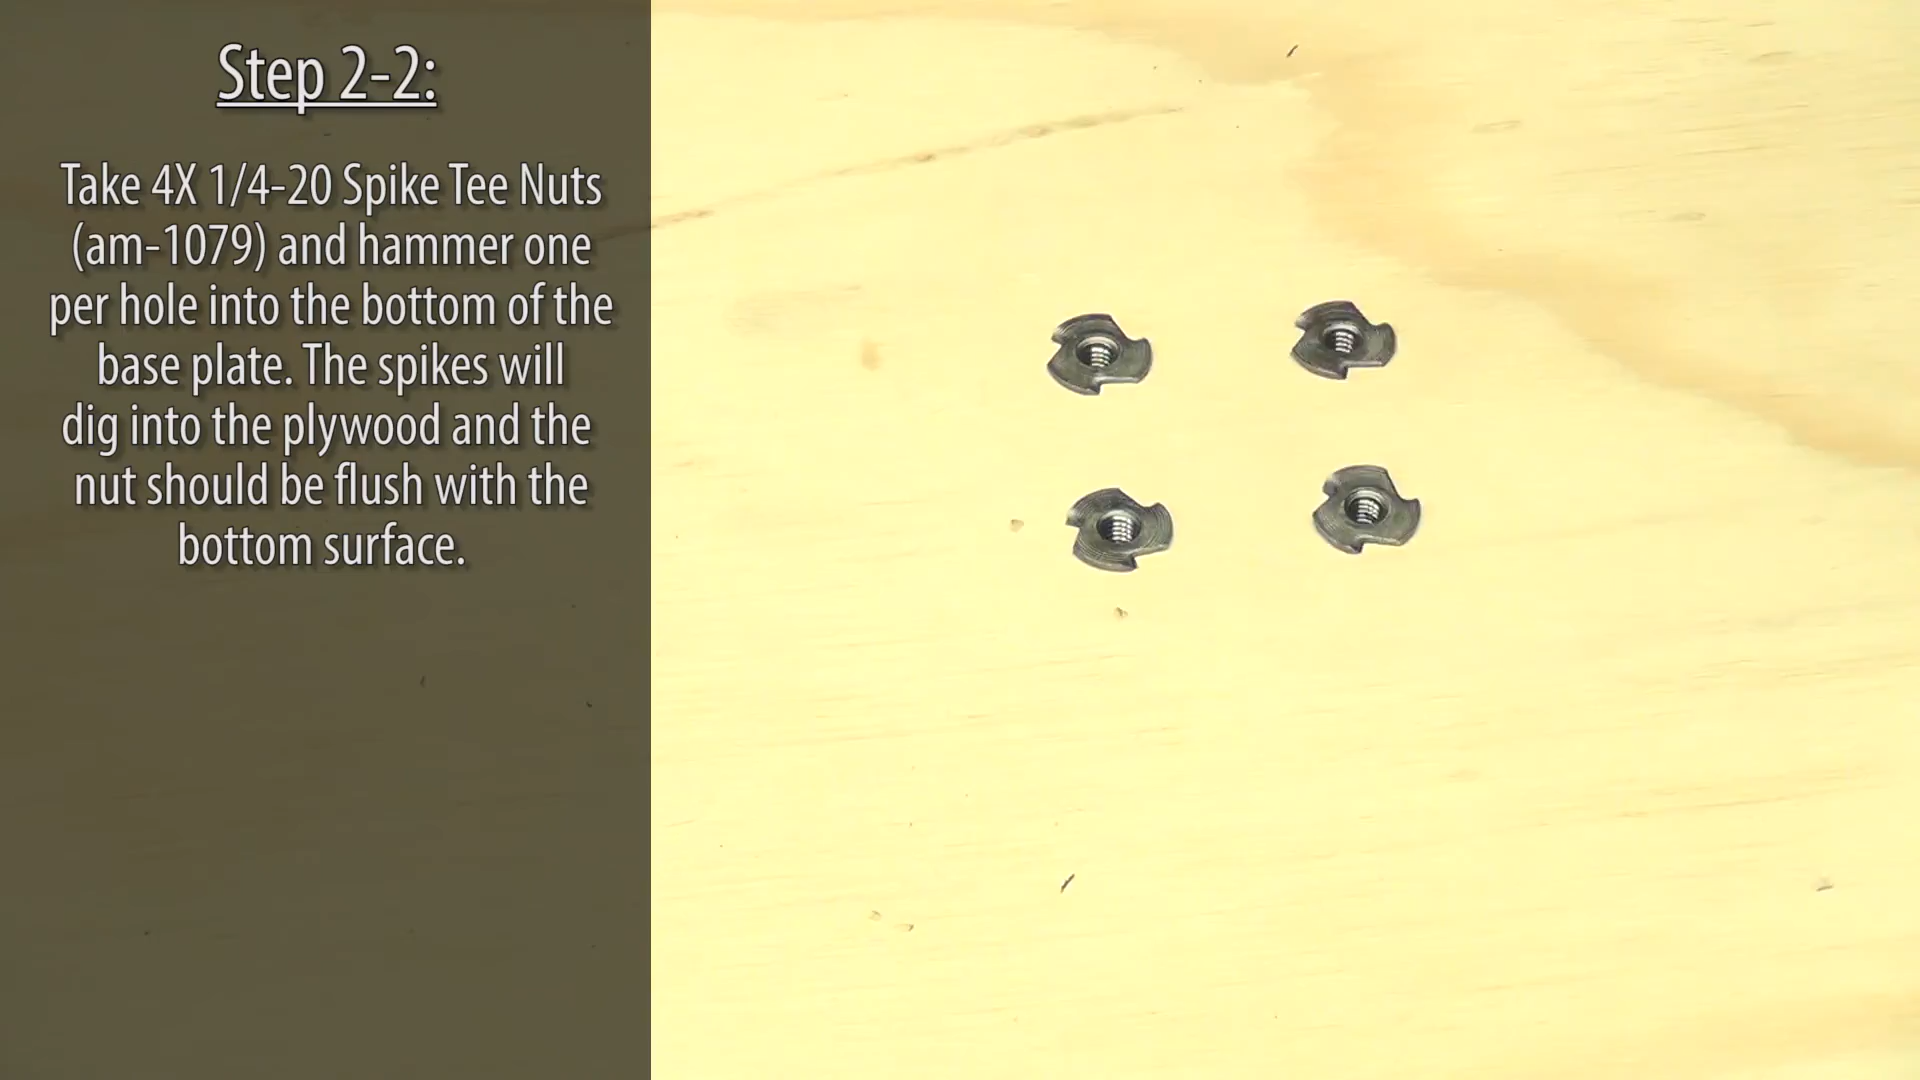 Step 2-2:
Take 4X 1/4-20 Spike Tee Nuts
(am-1079) and hammer one
per hole into the bottom of the
base plate. The spikes will
dig into the plywood and the
nut should be flush with the
bottom surface.